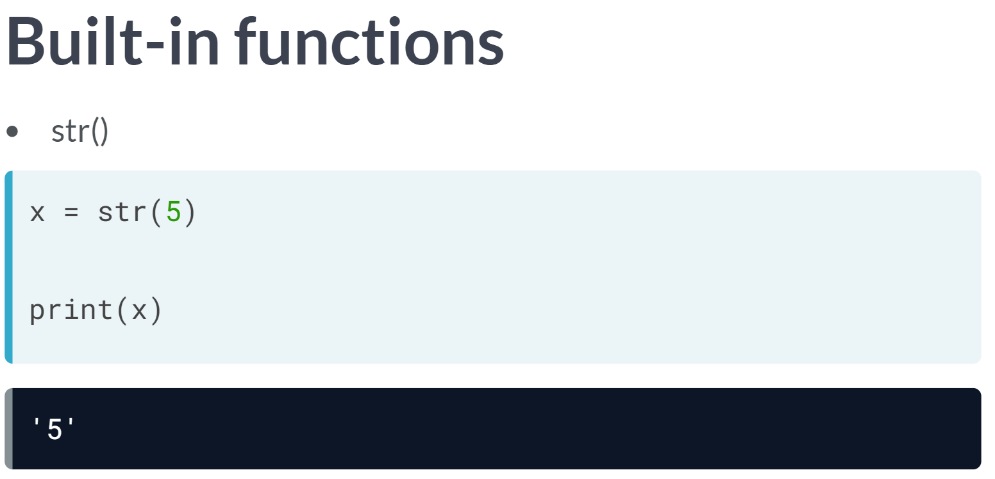 Built-in functions
• str()
x = str(5)
print(x)
'5'